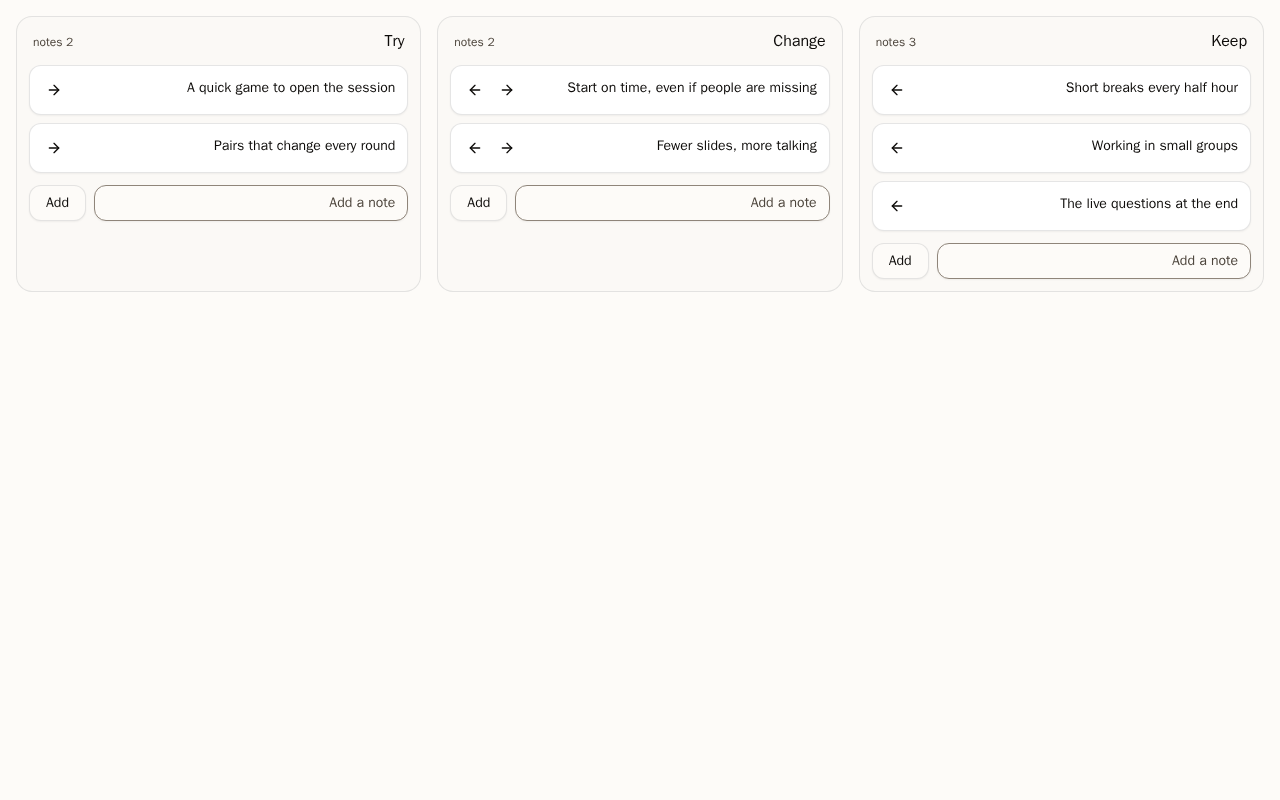 Keep
notes 3
Short breaks every half hour
Working in small groups
The live questions at the end
Add a note
Add
Change
notes 2
Start on time, even if people are missing
Fewer slides, more talking
Add a note
Add
Try
notes 2
A quick game to open the session
Pairs that change every round
Add a note
Add